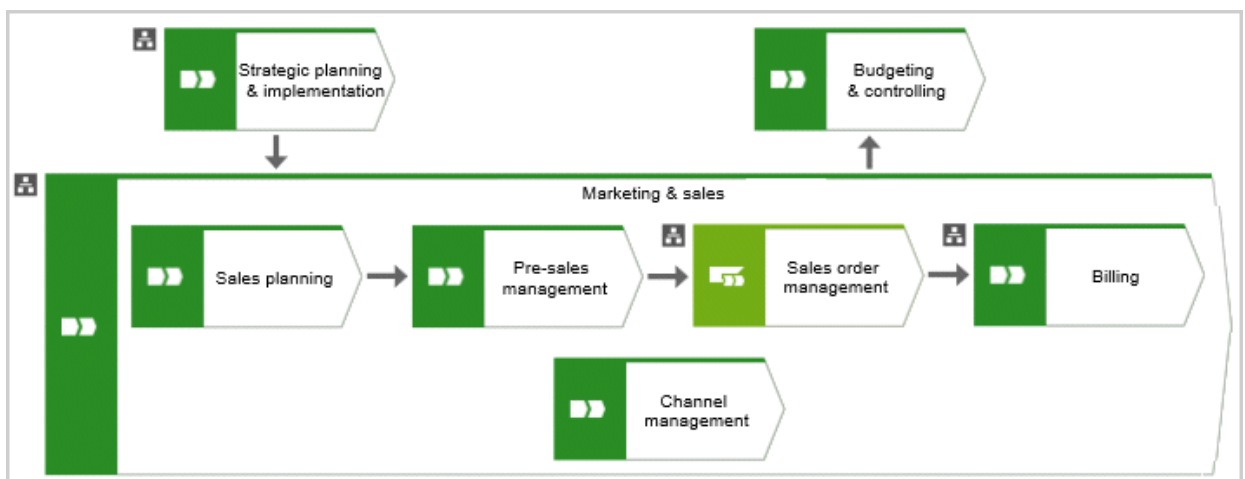 Strategic planning
& implementation
Budgeting
& controlling
Marketing & sales
Sales planning
Pre-sales
management
Sales order
management
Billing
Channel
management